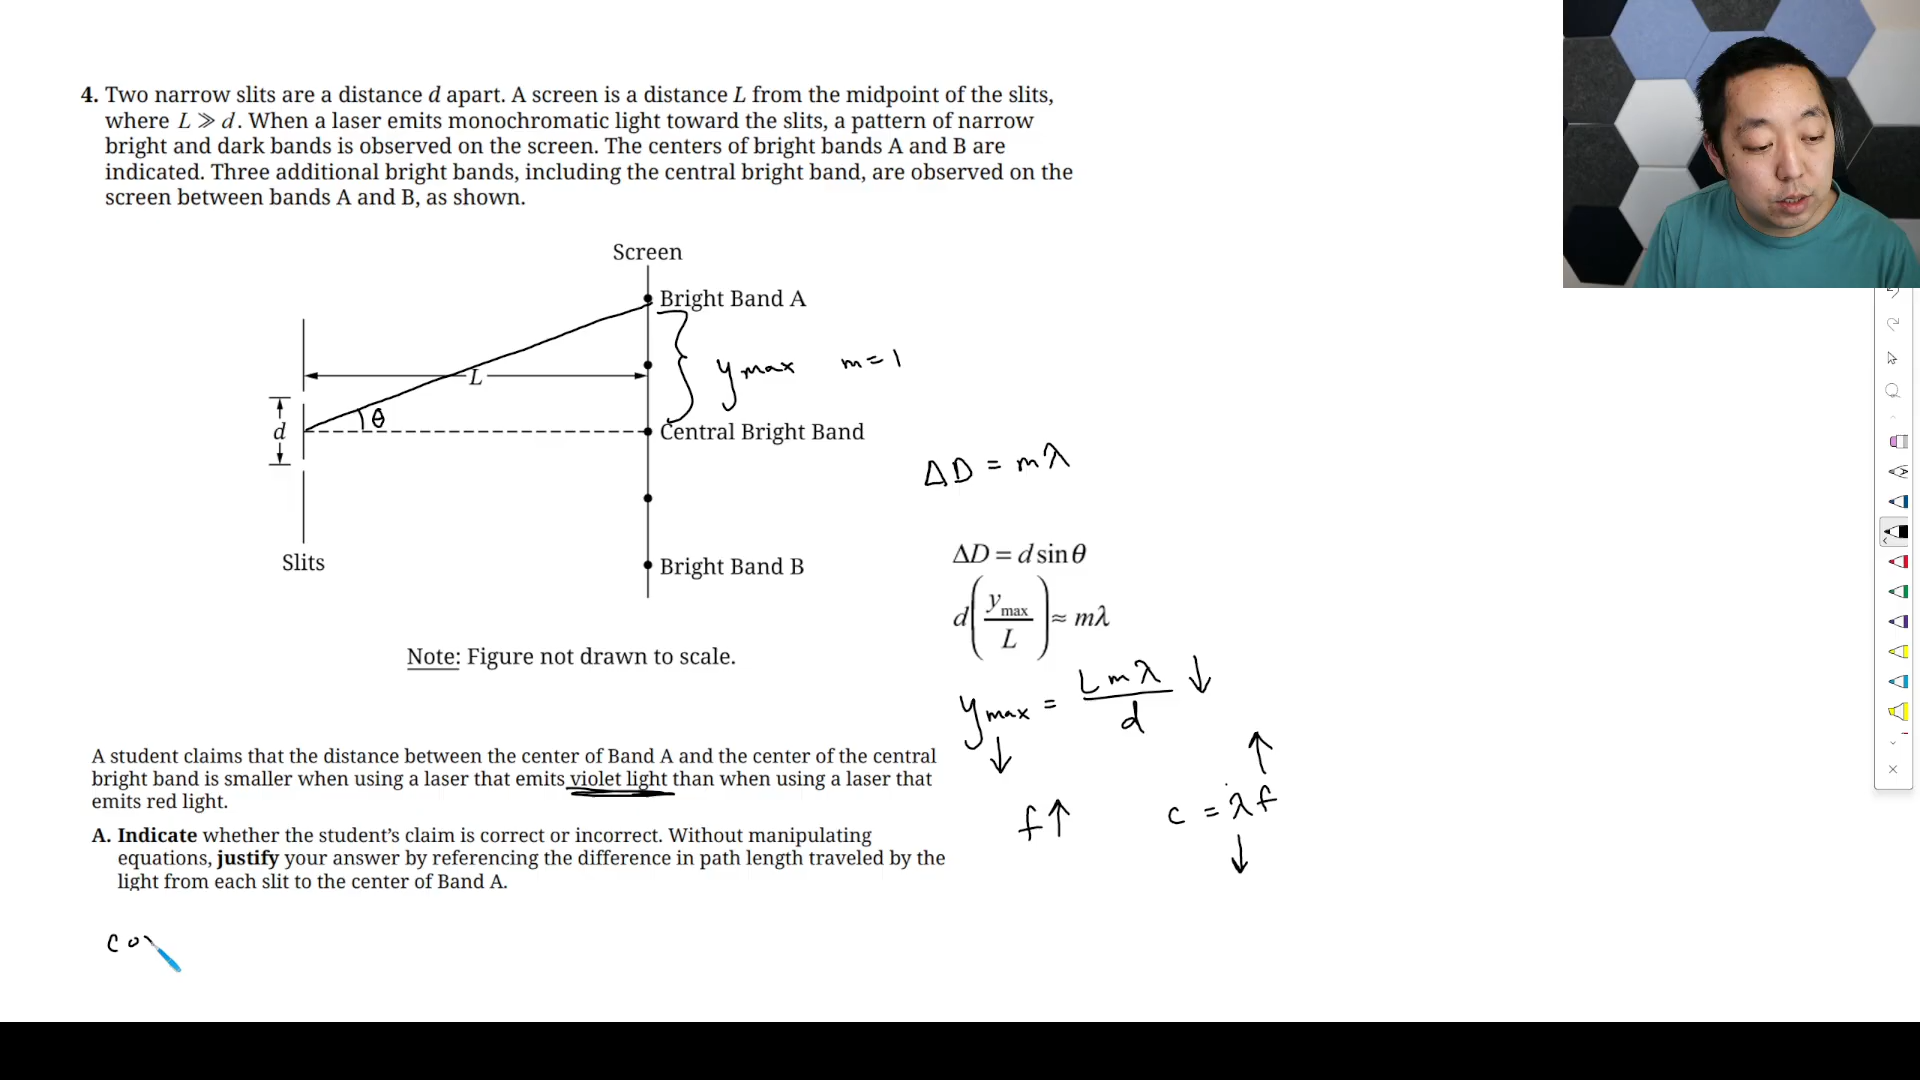 4. Two narrow slits are a distance d apart. A screen is a distance L from the midpoint of the slits,
where L ≫ d. When a laser emits monochromatic light toward the slits, a pattern of narrow
bright and dark bands is observed on the screen. The centers of bright bands A and B are
indicated. Three additional bright bands, including the central bright band, are observed on the
screen between bands A and B, as shown.
Screen
Bright Band A
L
y max m = 1
θ
d
Central Bright Band
ΔD = mλ
Slits
Bright Band B
ΔD = d sin θ
d(y_max / L) ≈ mλ
Note: Figure not drawn to scale.
y max = L m λ / d ↓
↓
A student claims that the distance between the center of Band A and the center of the central
bright band is smaller when using a laser that emits violet light than when using a laser that
emits red light.
f↑ c = λ f
↑
↓
A. Indicate whether the student's claim is correct or incorrect. Without manipulating
equations, justify your answer by referencing the difference in path length traveled by the
light from each slit to the center of Band A.